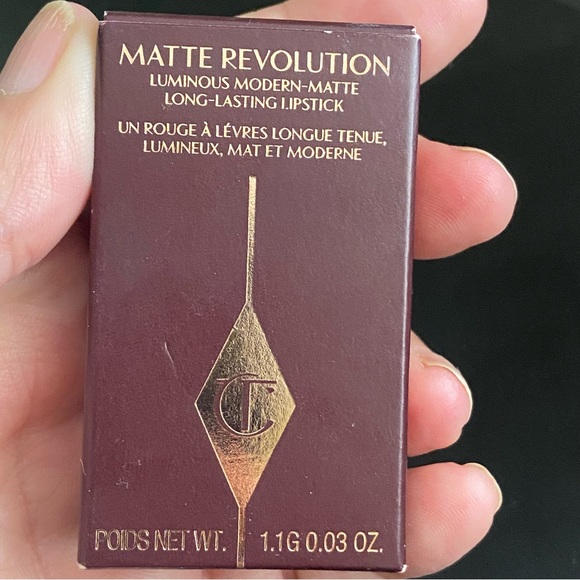 MATTE REVOLUTION
LUMINOUS MODERN-MATTE
LONG-LASTING LIPSTICK
UN ROUGE À LÉVRES LONGUE TENUE,
LUMINEUX, MAT ET MODERNE
CT
POIDS NET WT. 1.1G 0.03 OZ.